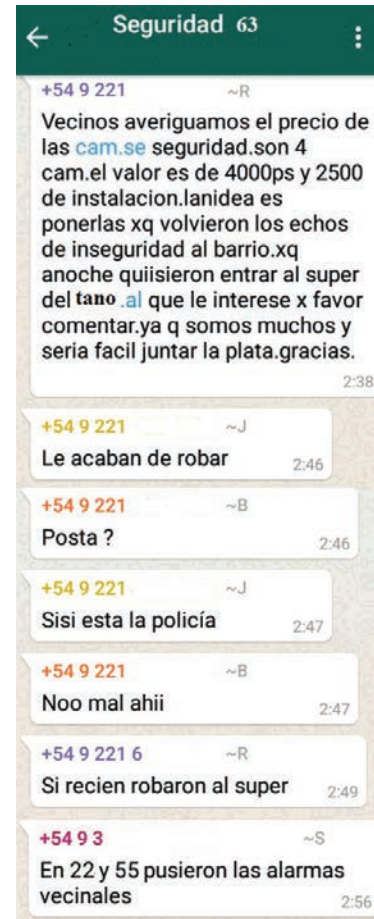 Seguridad 63
+54 9 221 ~R
Vecinos averiguamos el precio de
las cam.se seguridad.son 4
cam.el valor es de 4000ps y 2500
de instalacion.lanidea es
ponerlas xq volvieron los echos
de inseguridad al barrio.xq
anoche quiisieron entrar al super
del tano .al que le interese x favor
comentar.ya q somos muchos y
seria facil juntar la plata.gracias.
2:38
+54 9 221 ~J
Le acaban de robar 2:46
+54 9 221 ~B
Posta ? 2:46
+54 9 221 ~J
Sisi esta la policía 2:47
+54 9 221 ~B
Noo mal ahii 2:47
+54 9 221 6 ~R
Si recien robaron al super 2:49
+54 9 3 ~S
En 22 y 55 pusieron las alarmas
vecinales 2:56